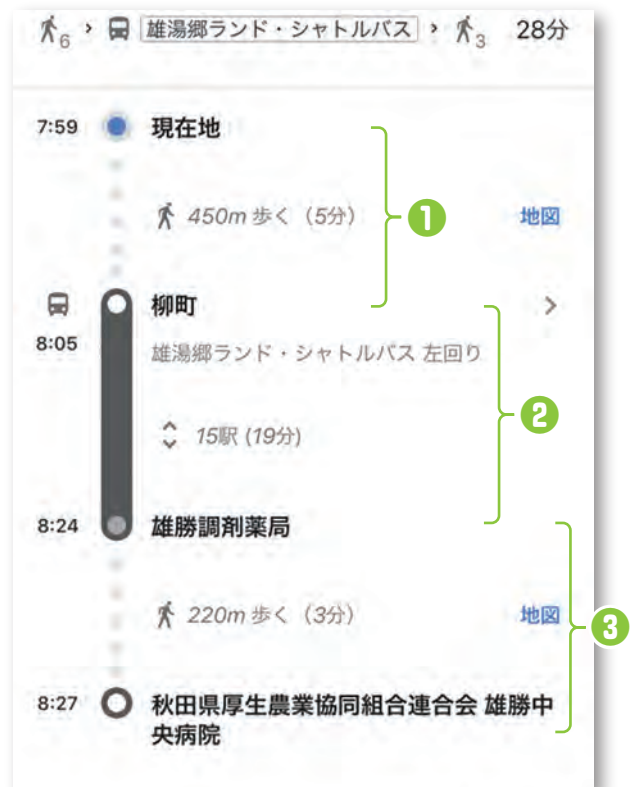 6 › 雄湯郷ランド・シャトルバス › 3 28分
7:59 現在地
450m 歩く（5分） 地図
❶
柳町 >
8:05
雄湯郷ランド・シャトルバス 左回り
❷
15駅 (19分)
8:24 雄勝調剤薬局
220m 歩く（3分） 地図
❸
8:27 秋田県厚生農業協同組合連合会 雄勝中
央病院